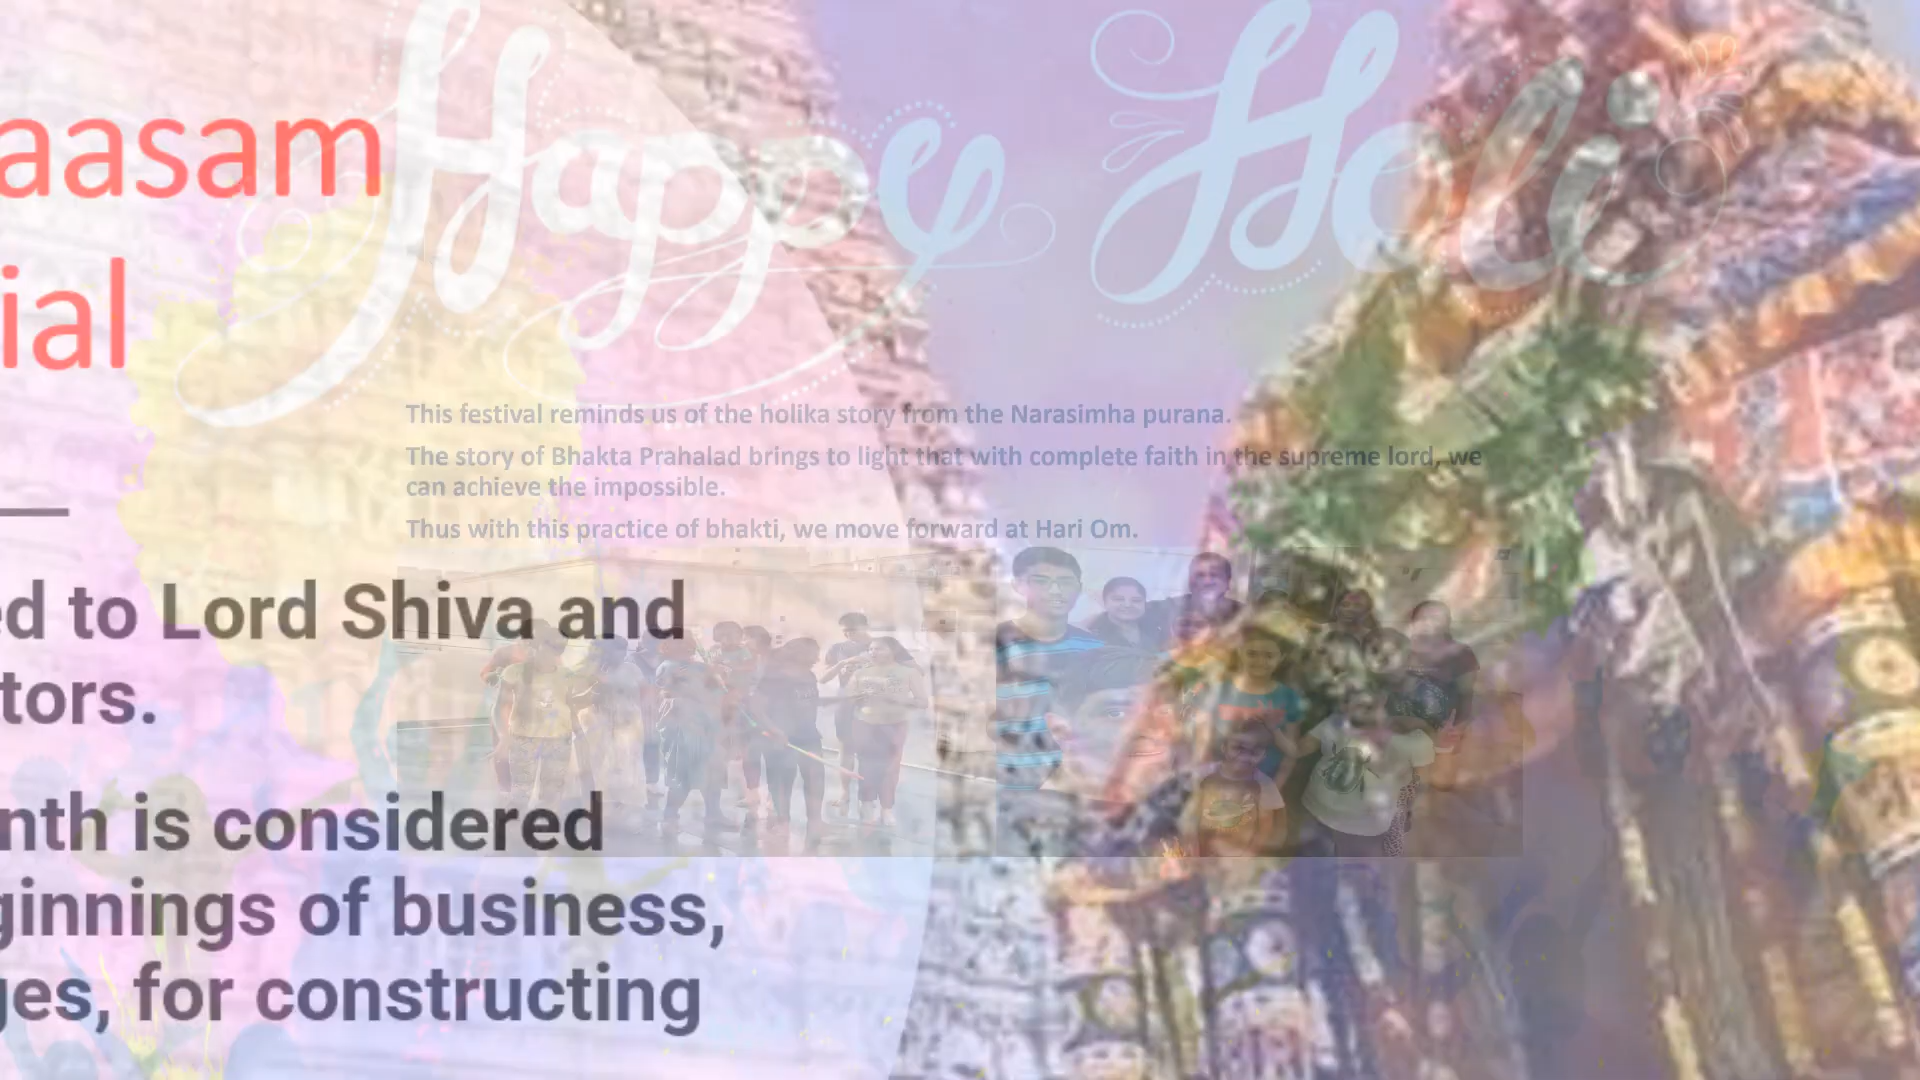 Happy Holi
aasam
ial
This festival reminds us of the holika story from the Narasimha purana.
The story of Bhakta Prahalad brings to light that with complete faith in the supreme lord, we
can achieve the impossible.
Thus with this practice of bhakti, we move forward at Hari Om.
ed to Lord Shiva and
tors.
nth is considered
ginnings of business,
ges, for constructing